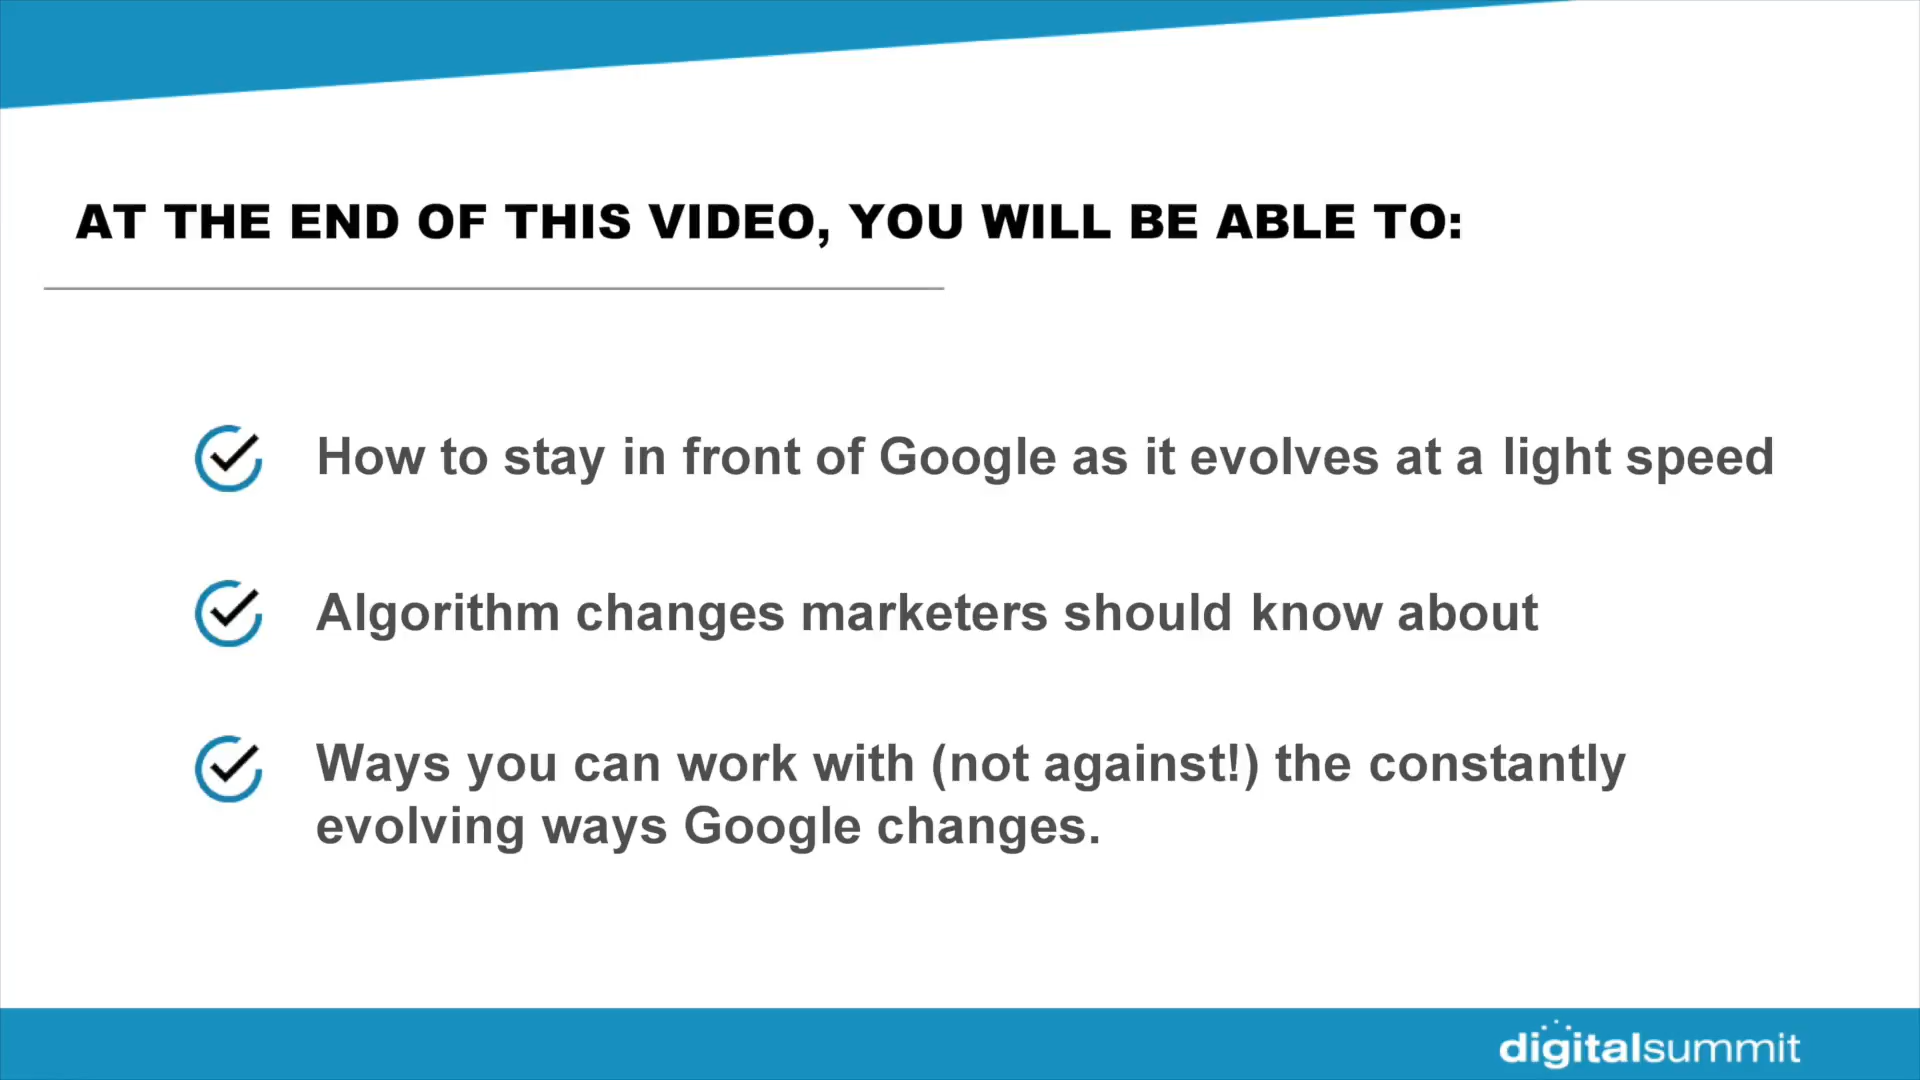 AT THE END OF THIS VIDEO, YOU WILL BE ABLE TO:
How to stay in front of Google as it evolves at a light speed
Algorithm changes marketers should know about
Ways you can work with (not against!) the constantly
evolving ways Google changes.
digitalsummit